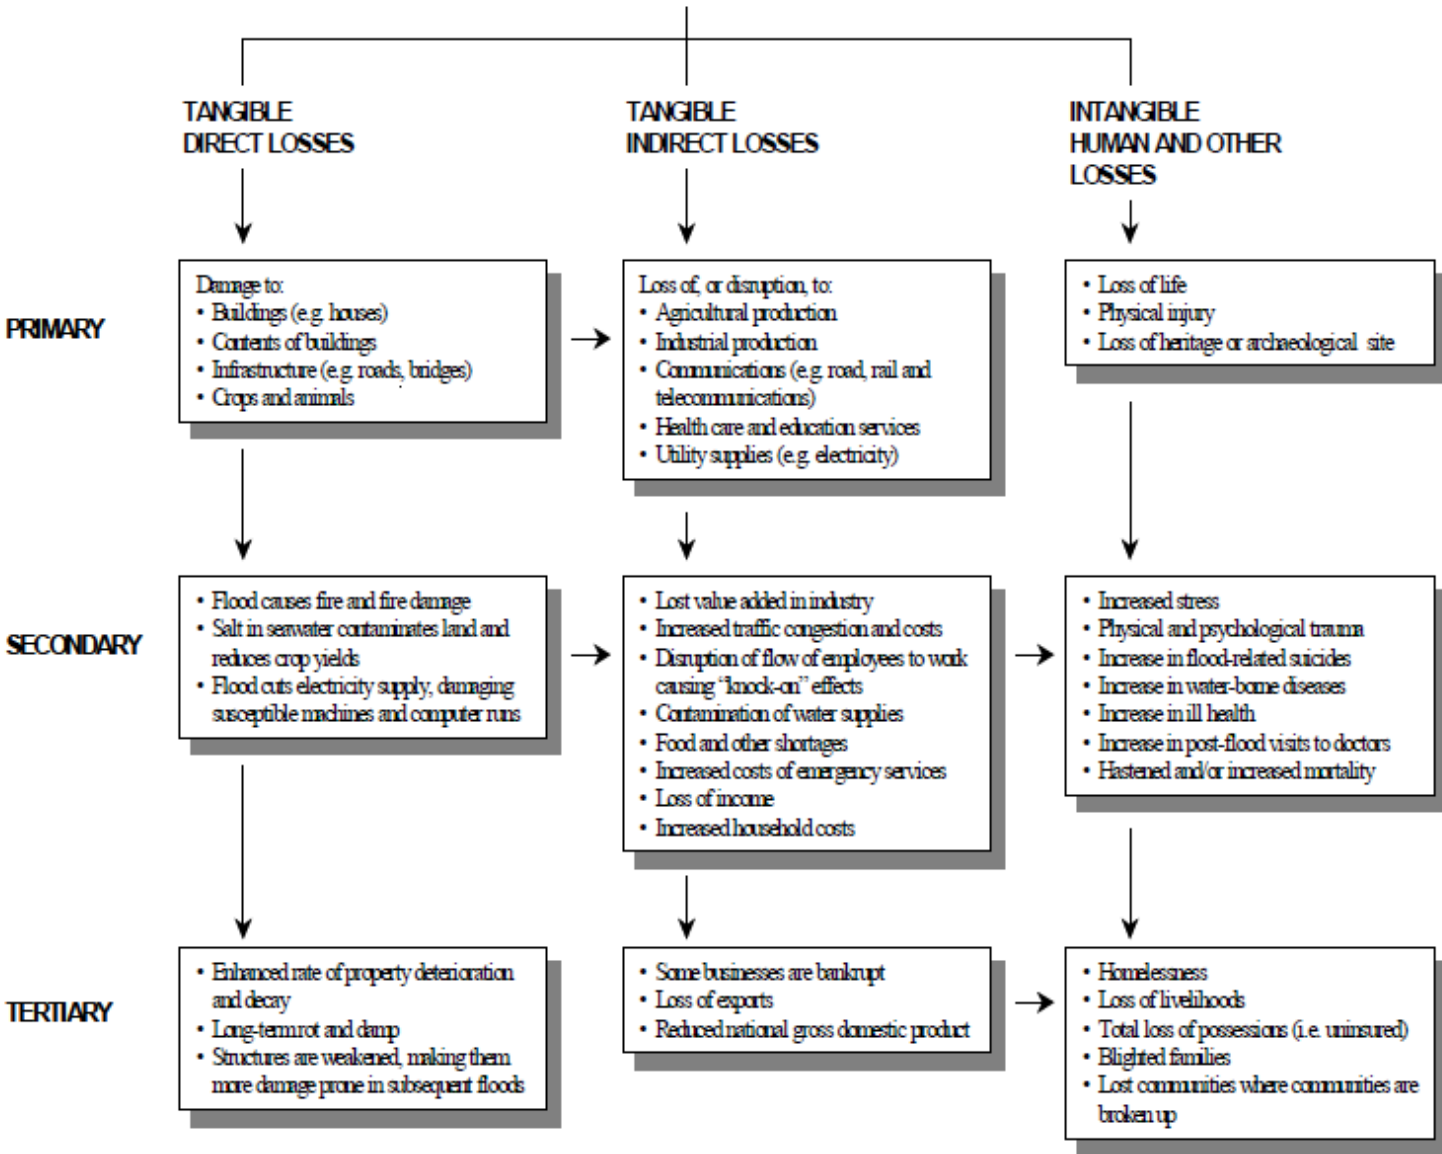 TANGIBLE
DIRECT LOSSES
TANGIBLE
INDIRECT LOSSES
INTANGIBLE
HUMAN AND OTHER
LOSSES
PRIMARY
Damage to:
• Buildings (e.g. houses)
• Contents of buildings
• Infrastructure (e.g. roads, bridges)
• Crops and animals
Loss of, or disruption, to:
• Agricultural production
• Industrial production
• Communications (e.g. road, rail and
telecommunications)
• Health care and education services
• Utility supplies (e.g. electricity)
• Loss of life
• Physical injury
• Loss of heritage or archaeological site
SECONDARY
• Flood causes fire and fire damage
• Salt in seawater contaminates land and
reduces crop yields
• Flood cuts electricity supply, damaging
susceptible machines and computer runs
• Lost value added in industry
• Increased traffic congestion and costs
• Disruption of flow of employees to work
causing “knock-on” effects
• Contamination of water supplies
• Food and other shortages
• Increased costs of emergency services
• Loss of income
• Increased household costs
• Increased stress
• Physical and psychological trauma
• Increase in flood-related suicides
• Increase in water-borne diseases
• Increase in ill health
• Increase in post-flood visits to doctors
• Hastened and/or increased mortality
TERTIARY
• Enhanced rate of property deterioration
and decay
• Long-term rot and damp
• Structures are weakened, making them
more damage prone in subsequent floods
• Some businesses are bankrupt
• Loss of exports
• Reduced national gross domestic product
• Homelessness
• Loss of livelihoods
• Total loss of possessions (i.e. uninsured)
• Blighted families
• Lost communities where communities are
broken up